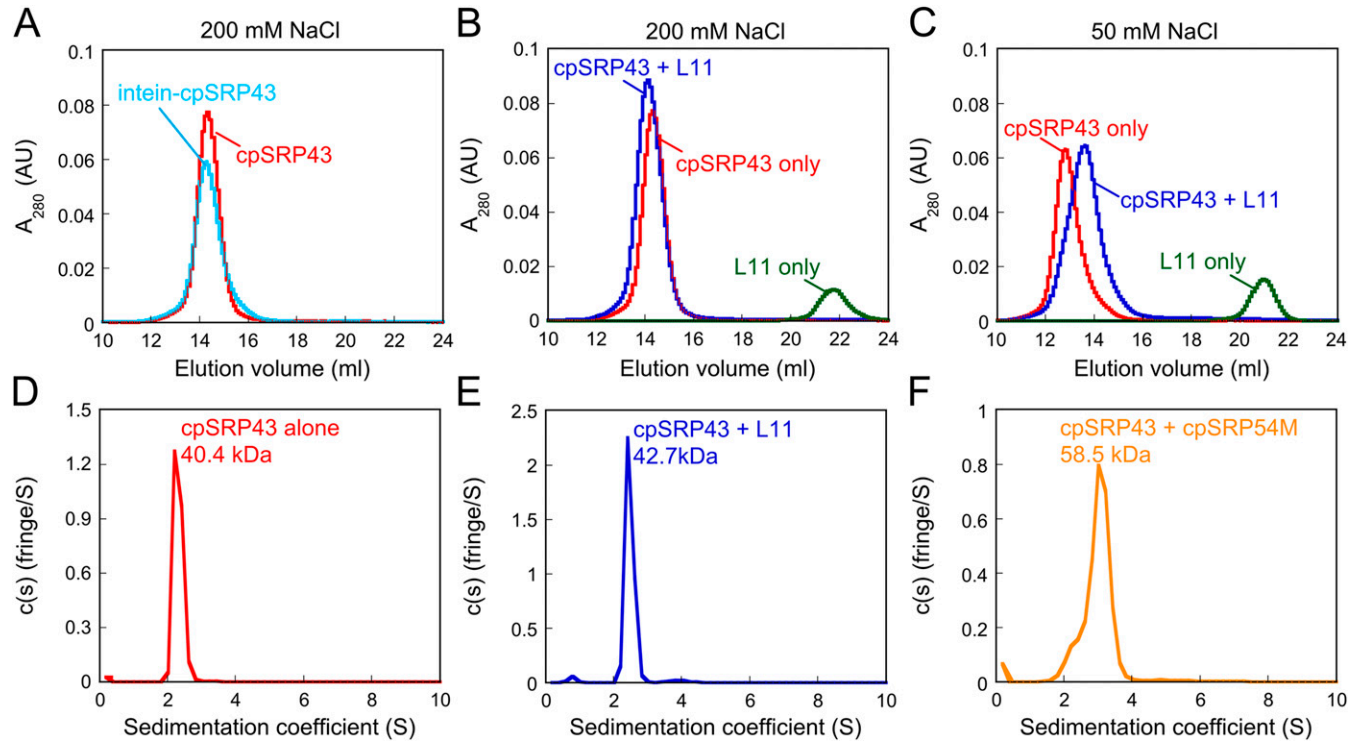 A
200 mM NaCl
0.1
0.08
0.06
0.04
0.02
0
A280 (AU)
intein-cpSRP43
cpSRP43
10 12 14 16 18 20 22 24
Elution volume (ml)
B
200 mM NaCl
0.1
0.08
0.06
0.04
0.02
0
A280 (AU)
cpSRP43 + L11
cpSRP43 only
L11 only
10 12 14 16 18 20 22 24
Elution volume (ml)
C
50 mM NaCl
0.1
0.08
0.06
0.04
0.02
0
A280 (AU)
cpSRP43 only
cpSRP43 + L11
L11 only
10 12 14 16 18 20 22 24
Elution volume (ml)
D
1.5
1.2
0.9
0.6
0.3
0
c(s) (fringe/S)
cpSRP43 alone
40.4 kDa
0 2 4 6 8 10
Sedimentation coefficient (S)
E
2.5
2
1.5
1
0.5
0
c(s) (fringe/S)
cpSRP43 + L11
42.7kDa
0 2 4 6 8 10
Sedimentation coefficient (S)
F
1
0.8
0.6
0.4
0.2
0
c(s) (fringe/S)
cpSRP43 + cpSRP54M
58.5 kDa
0 2 4 6 8 10
Sedimentation coefficient (S)